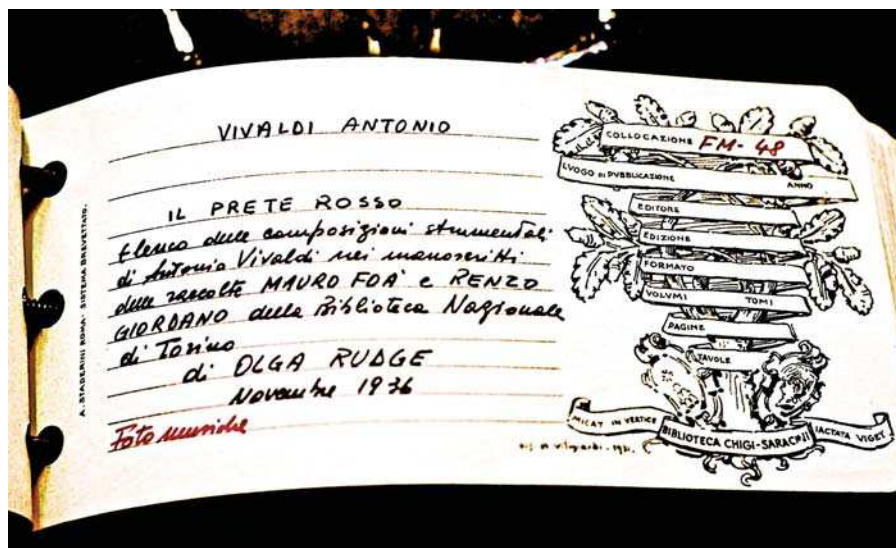 VIVALDI ANTONIO
IL PRETE ROSSO
Elenco delle composizioni strumentali
di Antonio Vivaldi nei manoscritti
delle raccolte MAURO FOA' e RENZO
GIORDANO della Biblioteca Nazionale
di Torino
di OLGA RUDGE
Novembre 1936
Foto musiche
A. STADERINI ROMA - SISTEMA BREVETTATO.
COLLOCAZIONE FM-48
LUOGO DI PUBBLICAZIONE ANNO
EDITORE
EDIZIONE
FORMATO
VOLUMI TOMI
PAGINE
TAVOLE
MICAT IN VERTICE
BIBLIOTECA CHIGI-SARACINI
IACTATA VIGET